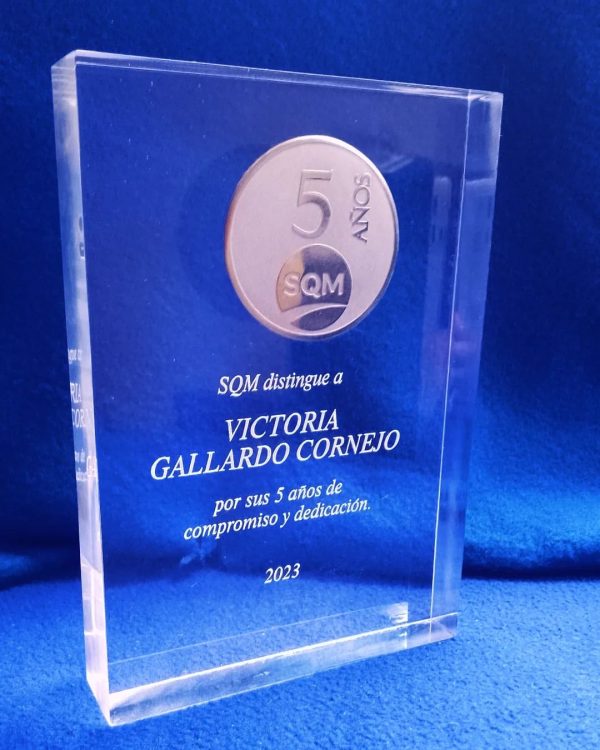 5
AÑOS
SQM
SQM distingue a
VICTORIA
GALLARDO CORNEJO
por sus 5 años de
compromiso y dedicación.
2023